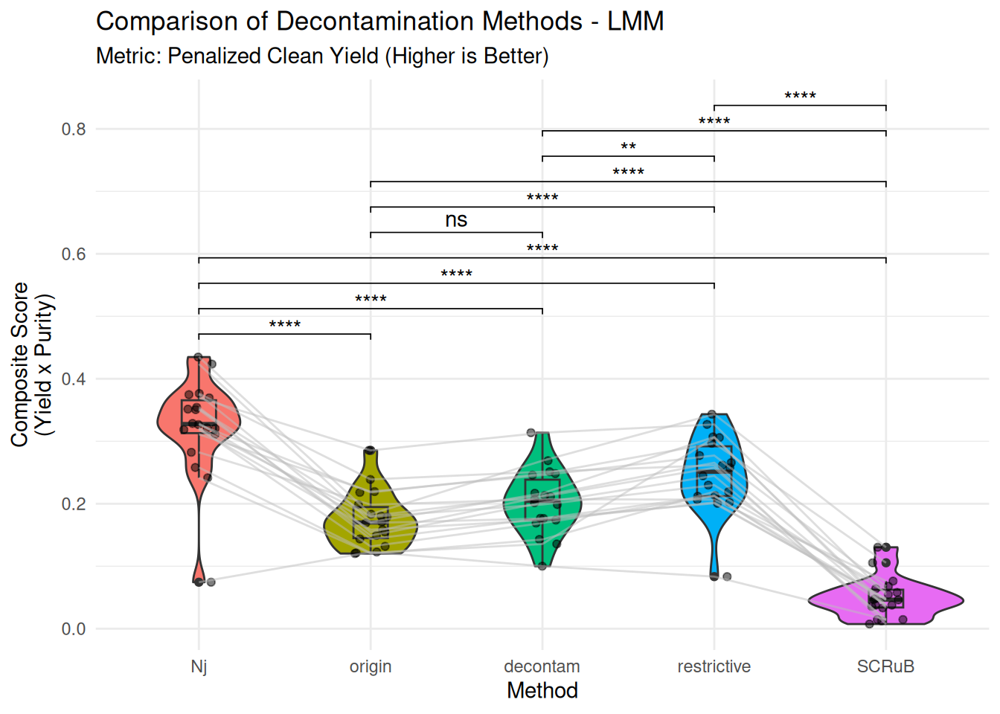 Comparison of Decontamination Methods - LMM
Metric: Penalized Clean Yield (Higher is Better)
****
****
**
****
****
ns
****
****
****
****
0.8
0.6
0.4
0.2
0.0
Composite Score
(Yield x Purity)
Nj
origin
decontam
restrictive
SCRuB
Method